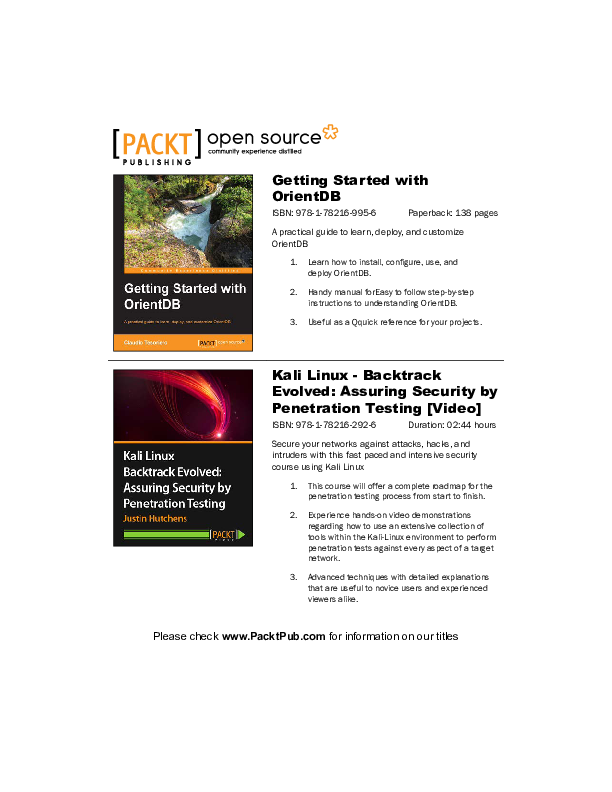 [PACKT]
PUBLISHING
open source
community experience distilled
Getting Started with
OrientDB
ISBN: 978-1-78216-995-6 Paperback: 138 pages
A practical guide to learn, deploy, and customize
OrientDB
1. Learn how to install, configure, use, and
deploy OrientDB.
2. Handy manual forEasy to follow step-by-step
instructions to understanding OrientDB.
3. Useful as a Qquick reference for your projects.
Community Experience Distilled
Getting Started with
OrientDB
A practical guide to learn, deploy, and customize OrientDB
Claudio Tesoriero
[PACKT]
Kali Linux - Backtrack
Evolved: Assuring Security by
Penetration Testing [Video]
ISBN: 978-1-78216-292-6 Duration: 02:44 hours
Secure your networks against attacks, hacks, and
intruders with this fast paced and intensive security
course using Kali Linux
1. This course will offer a complete roadmap for the
penetration testing process from start to finish.
2. Experience hands-on video demonstrations
regarding how to use an extensive collection of
tools within the Kali-Linux environment to perform
penetration tests against every aspect of a target
network.
3. Advanced techniques with detailed explanations
that are useful to novice users and experienced
viewers alike.
Kali Linux
Backtrack Evolved:
Assuring Security by
Penetration Testing
Justin Hutchens
[PACKT]
Please check www.PacktPub.com for information on our titles